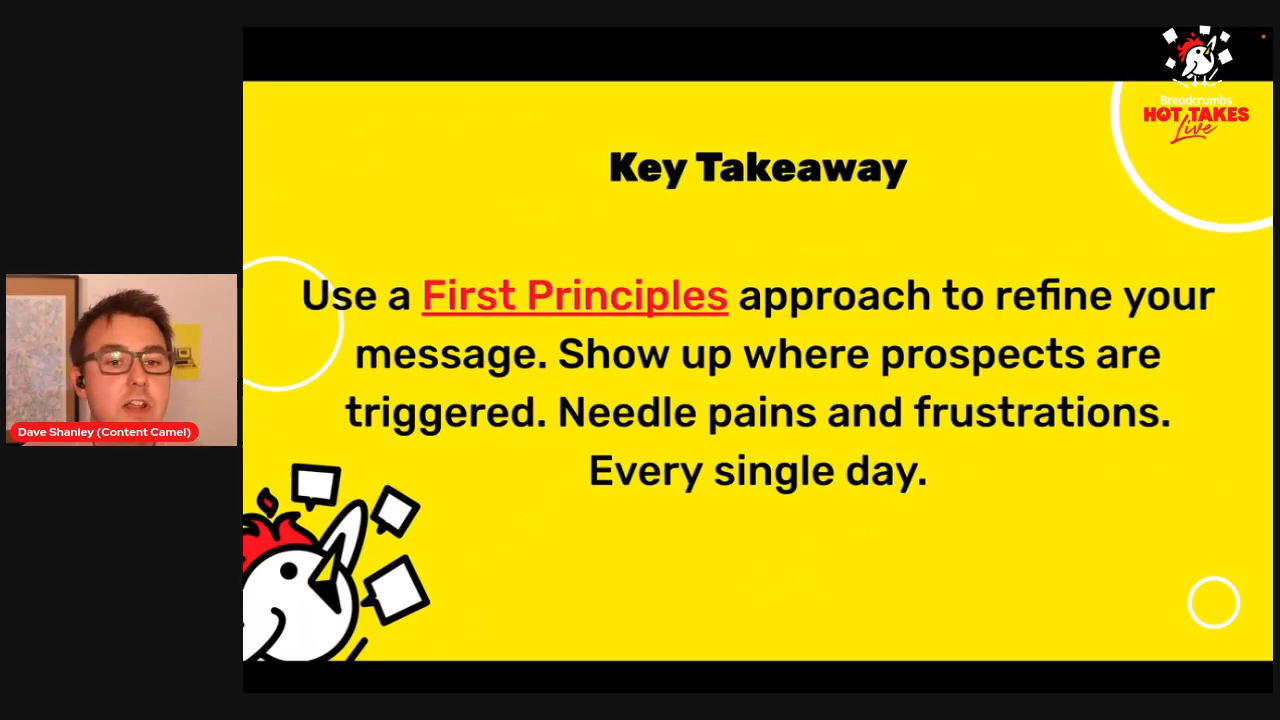 Breadcrumbs
HOT TAKES
Live
Key Takeaway
Use a First Principles approach to refine your
message. Show up where prospects are
triggered. Needle pains and frustrations.
Every single day.
Dave Shanley (Content Camel)